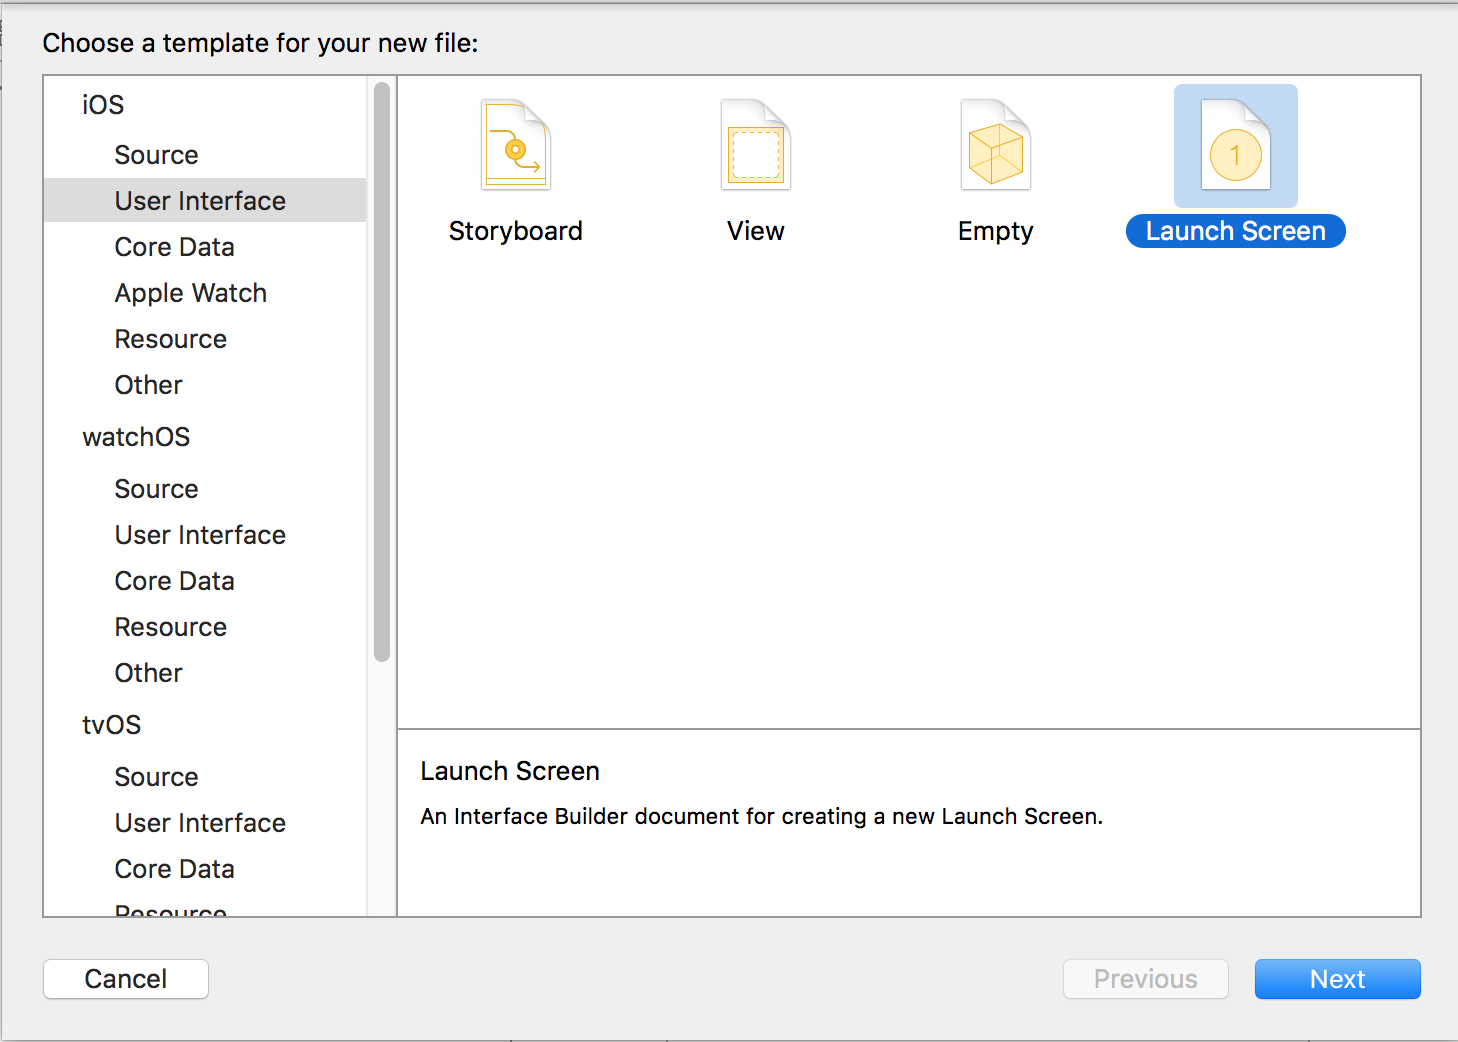 Choose a template for your new file:
iOS
Source
User Interface
Core Data
Apple Watch
Resource
Other
watchOS
Source
User Interface
Core Data
Resource
Other
tvOS
Source
User Interface
Core Data
Resource
Storyboard
View
Empty
1
Launch Screen
Launch Screen
An Interface Builder document for creating a new Launch Screen.
Cancel
Previous
Next